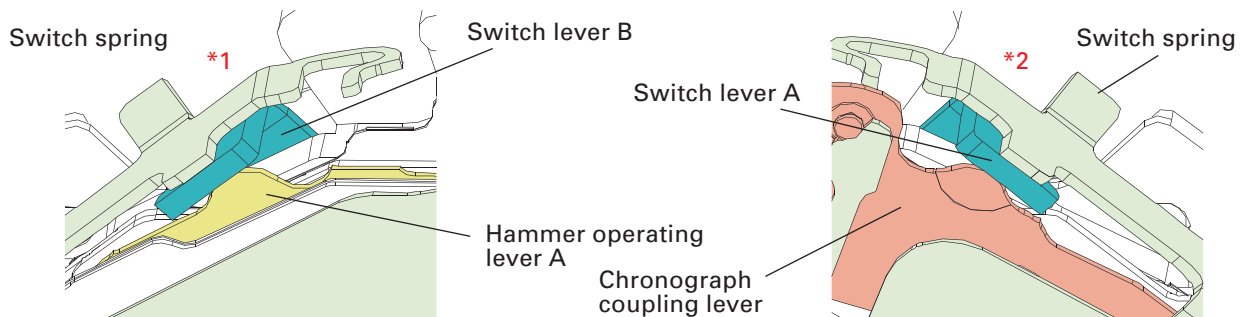 Switch spring
*1
Switch lever B
Hammer operating
lever A
*2
Switch spring
Switch lever A
Chronograph
coupling lever